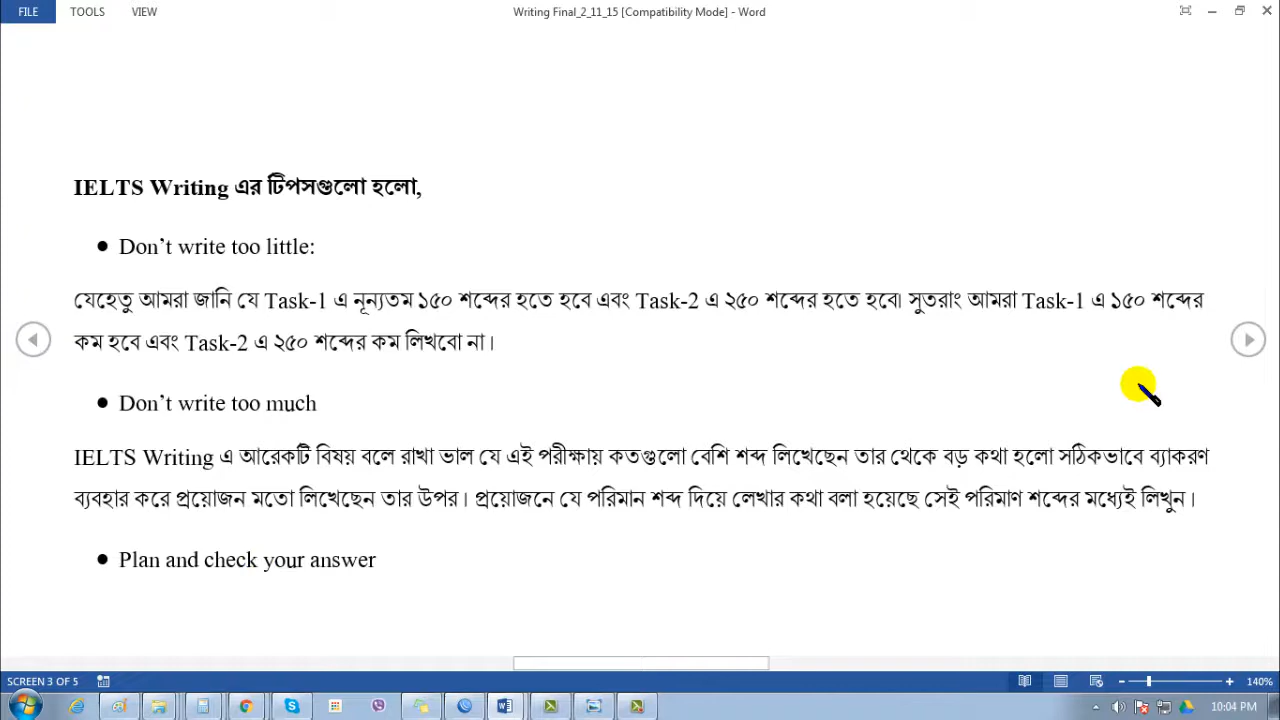 FILE TOOLS VIEW Writing Final_2_11_15 [Compatibility Mode] - Word
IELTS Writing এর টিপসগুলো হলো,
● Don’t write too little:
যেহেতু আমরা জানি যে Task-1 এ নূন্যতম ১৫০ শব্দের হতে হবে এবং Task-2 এ ২৫০ শব্দের হতে হবে৷ সুতরাং আমরা Task-1 এ ১৫০ শব্দের
কম হবে এবং Task-2 এ ২৫০ শব্দের কম লিখবো না।
● Don’t write too much
IELTS Writing এ আরেকটি বিষয় বলে রাখা ভাল যে এই পরীক্ষায় কতগুলো বেশি শব্দ লিখেছেন তার থেকে বড় কথা হলো সঠিকভাবে ব্যাকরণ
ব্যবহার করে প্রয়োজন মতো লিখেছেন তার উপর। প্রয়োজনে যে পরিমান শব্দ দিয়ে লেখার কথা বলা হয়েছে সেই পরিমাণ শব্দের মধ্যেই লিখুন।
● Plan and check your answer
SCREEN 3 OF 5 140%
10:04 PM